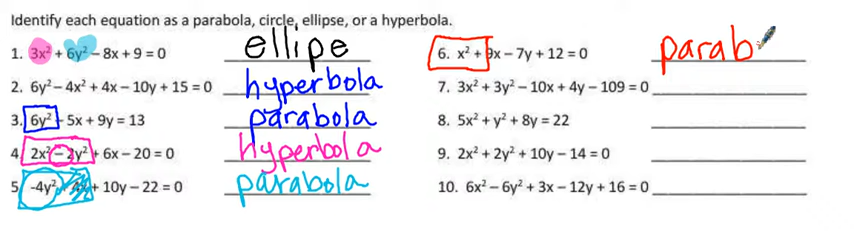 Identify each equation as a parabola, circle, ellipse, or a hyperbola.
1. 3x² + 6y² – 8x + 9 = 0 ellipe
2. 6y² – 4x² + 4x – 10y + 15 = 0 hyperbola
3. 6y² 5x + 9y = 13 parabola
4 2x² – 2y² + 6x – 20 = 0 Hyperbola
5 -4y² + 10y – 22 = 0 parabola
6. x² + 9x – 7y + 12 = 0 parab
7. 3x² + 3y² – 10x + 4y – 109 = 0
8. 5x² + y² + 8y = 22
9. 2x² + 2y² + 10y – 14 = 0
10. 6x² – 6y² + 3x – 12y + 16 = 0